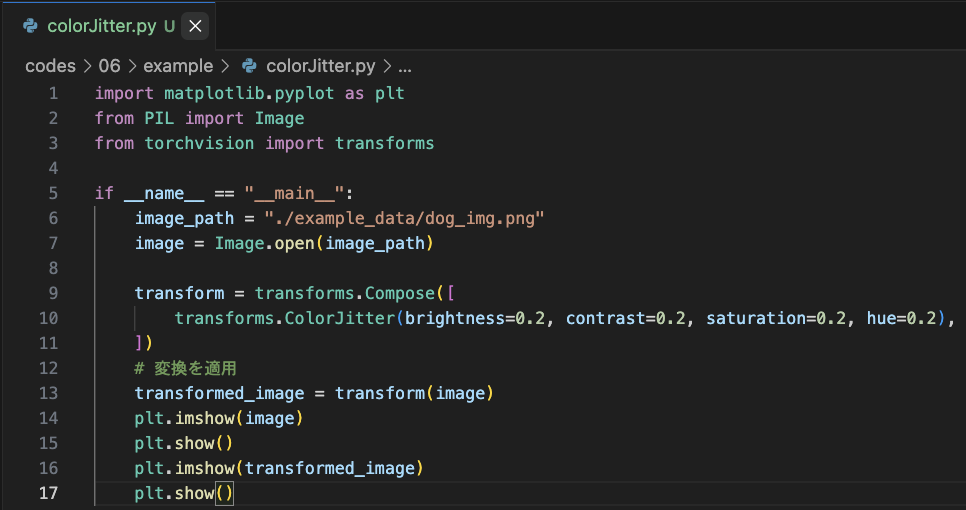 colorJitter.py U
codes > 06 > example > colorJitter.py > ...
1 import matplotlib.pyplot as plt
2 from PIL import Image
3 from torchvision import transforms
4
5 if __name__ == "__main__":
6     image_path = "./example_data/dog_img.png"
7     image = Image.open(image_path)
8
9     transform = transforms.Compose([
10         transforms.ColorJitter(brightness=0.2, contrast=0.2, saturation=0.2, hue=0.2),
11     ])
12     # 変換を適用
13     transformed_image = transform(image)
14     plt.imshow(image)
15     plt.show()
16     plt.imshow(transformed_image)
17     plt.show()